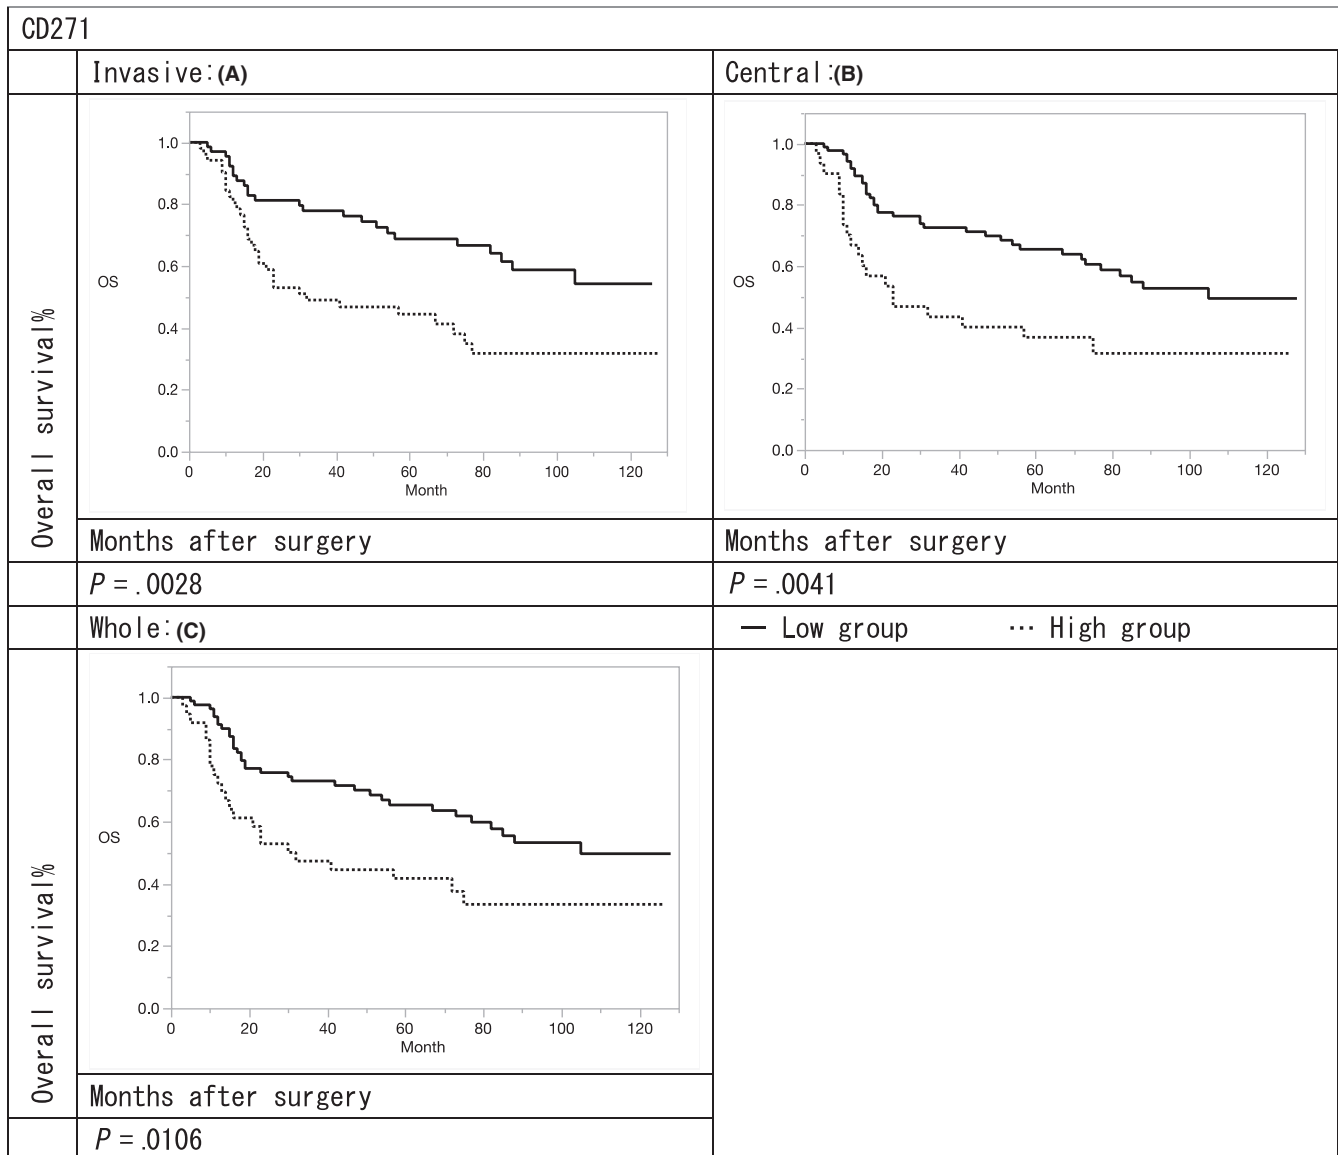 CD271
Invasive:(A)
Central:(B)
Overall survival%
1.0
0.8
0.6
0.4
0.2
0.0
OS
0 20 40 60 80 100 120
Month
1.0
0.8
0.6
0.4
0.2
0.0
OS
0 20 40 60 80 100 120
Month
Months after surgery
Months after surgery
P = .0028
P = .0041
Whole:(C)
Low group
High group
Overall survival%
1.0
0.8
0.6
0.4
0.2
0.0
OS
0 20 40 60 80 100 120
Month
Months after surgery
P = .0106